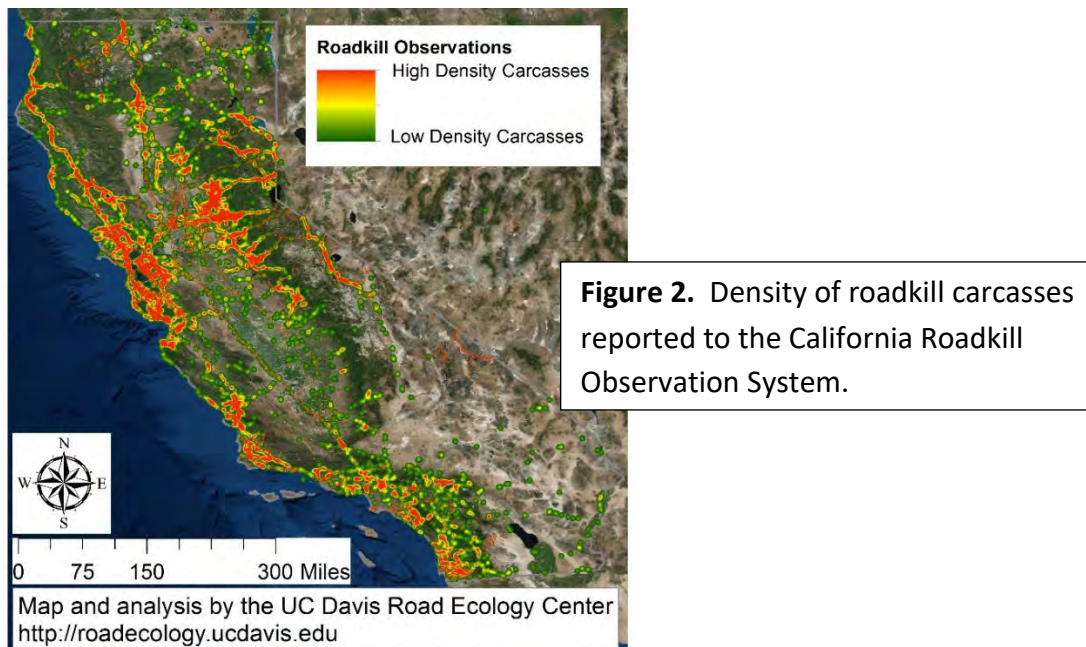 Roadkill Observations
High Density Carcasses
Low Density Carcasses
Figure 2. Density of roadkill carcasses
reported to the California Roadkill
Observation System.
N
W E
S
0 75 150 300 Miles
Map and analysis by the UC Davis Road Ecology Center
http://roadecology.ucdavis.edu